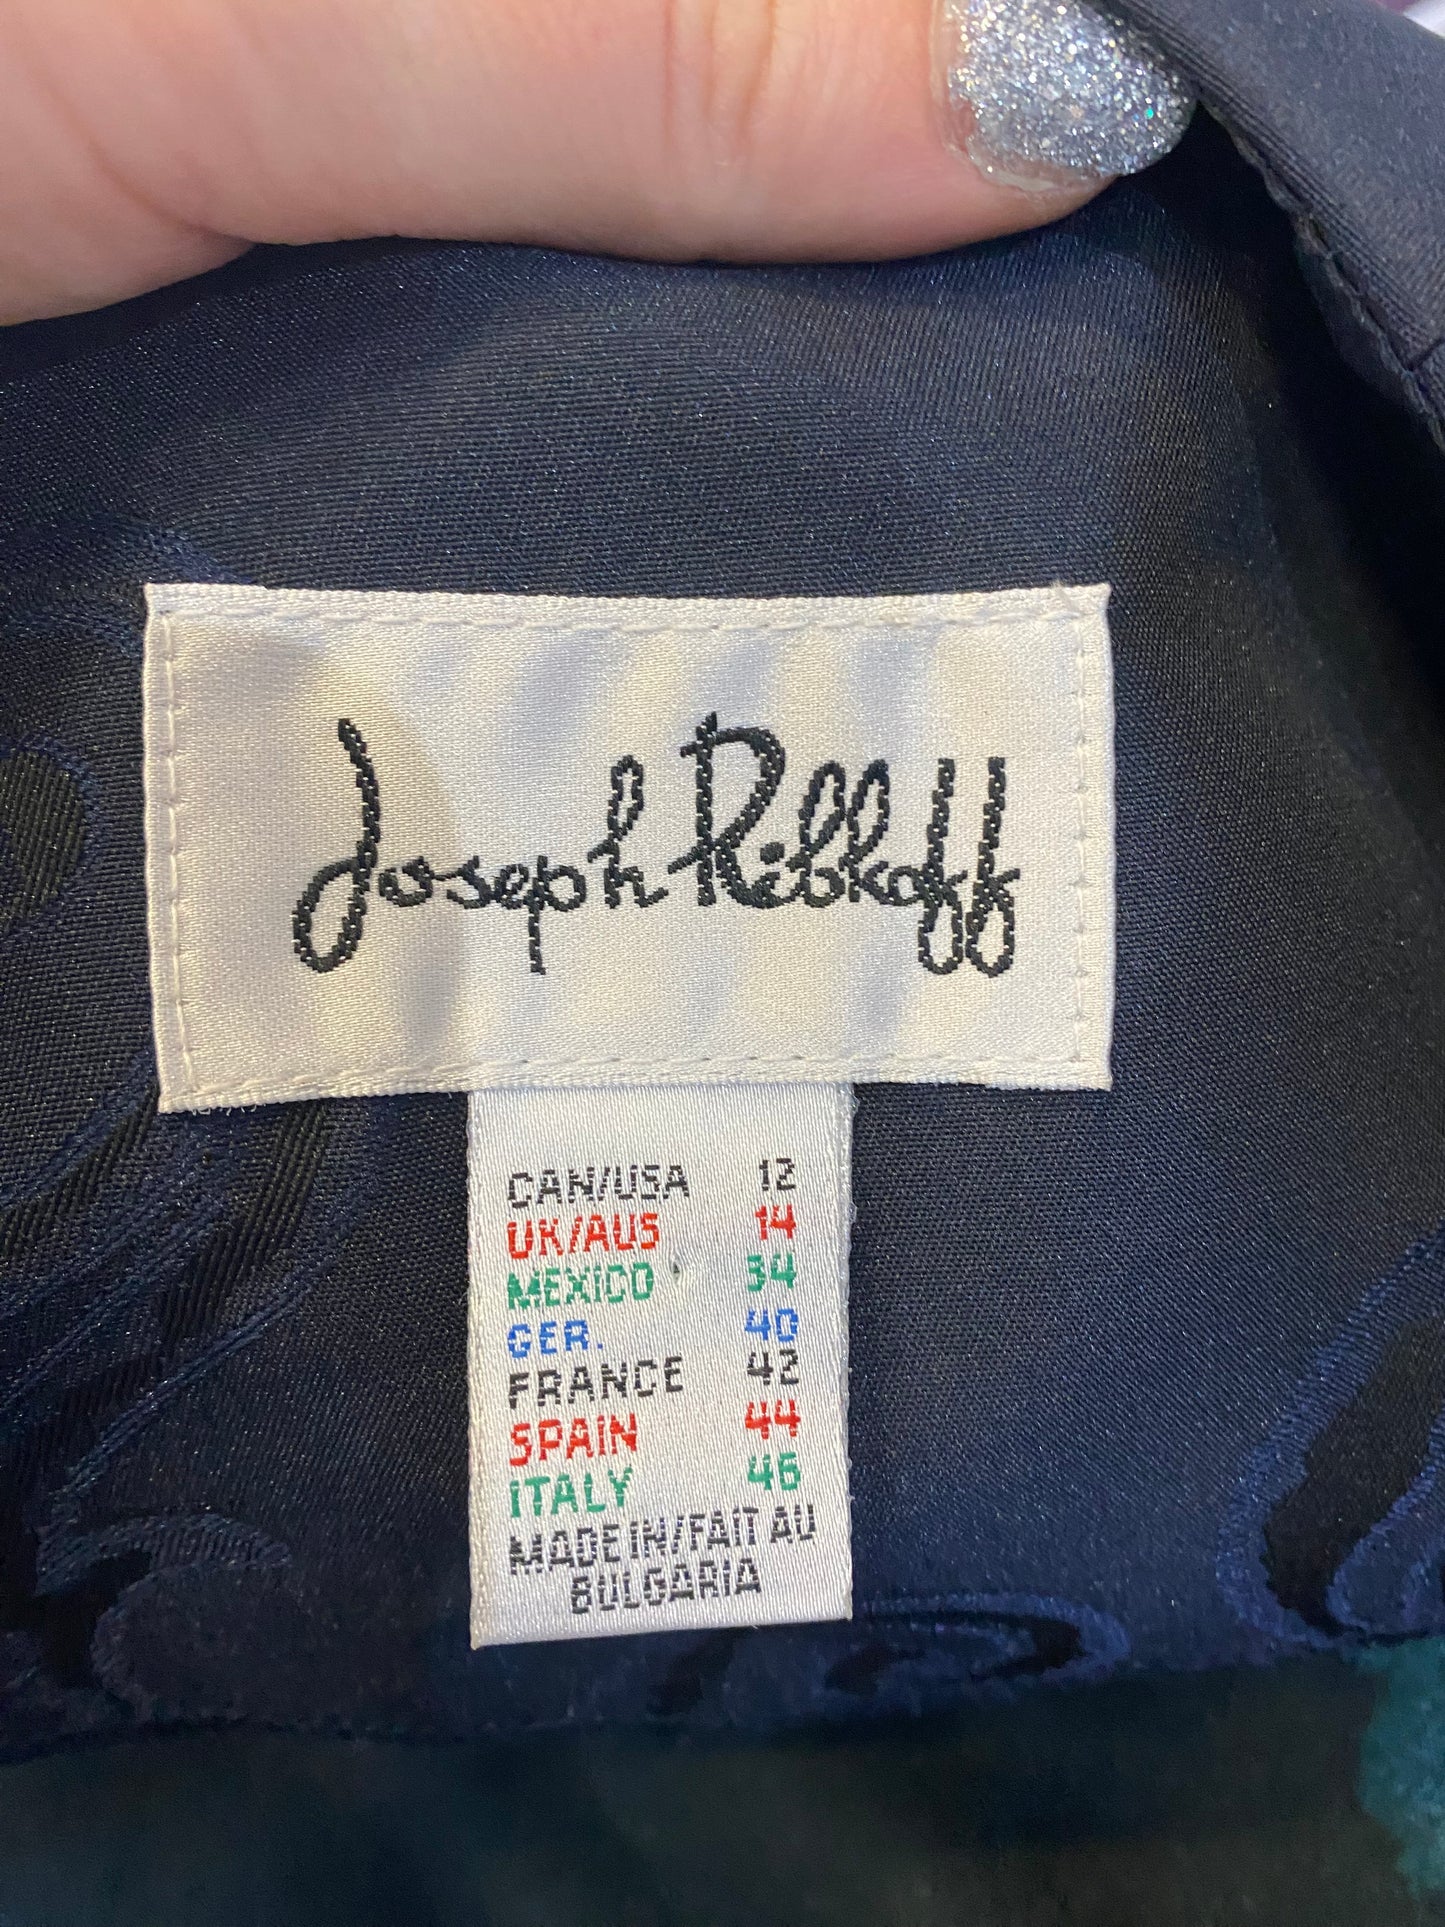 Joseph Ribkoff
CAN/USA 12
UK/AUS 14
MEXICO 34
GER. 40
FRANCE 42
SPAIN 44
ITALY 46
MADE IN/FAIT AU
BULGARIA